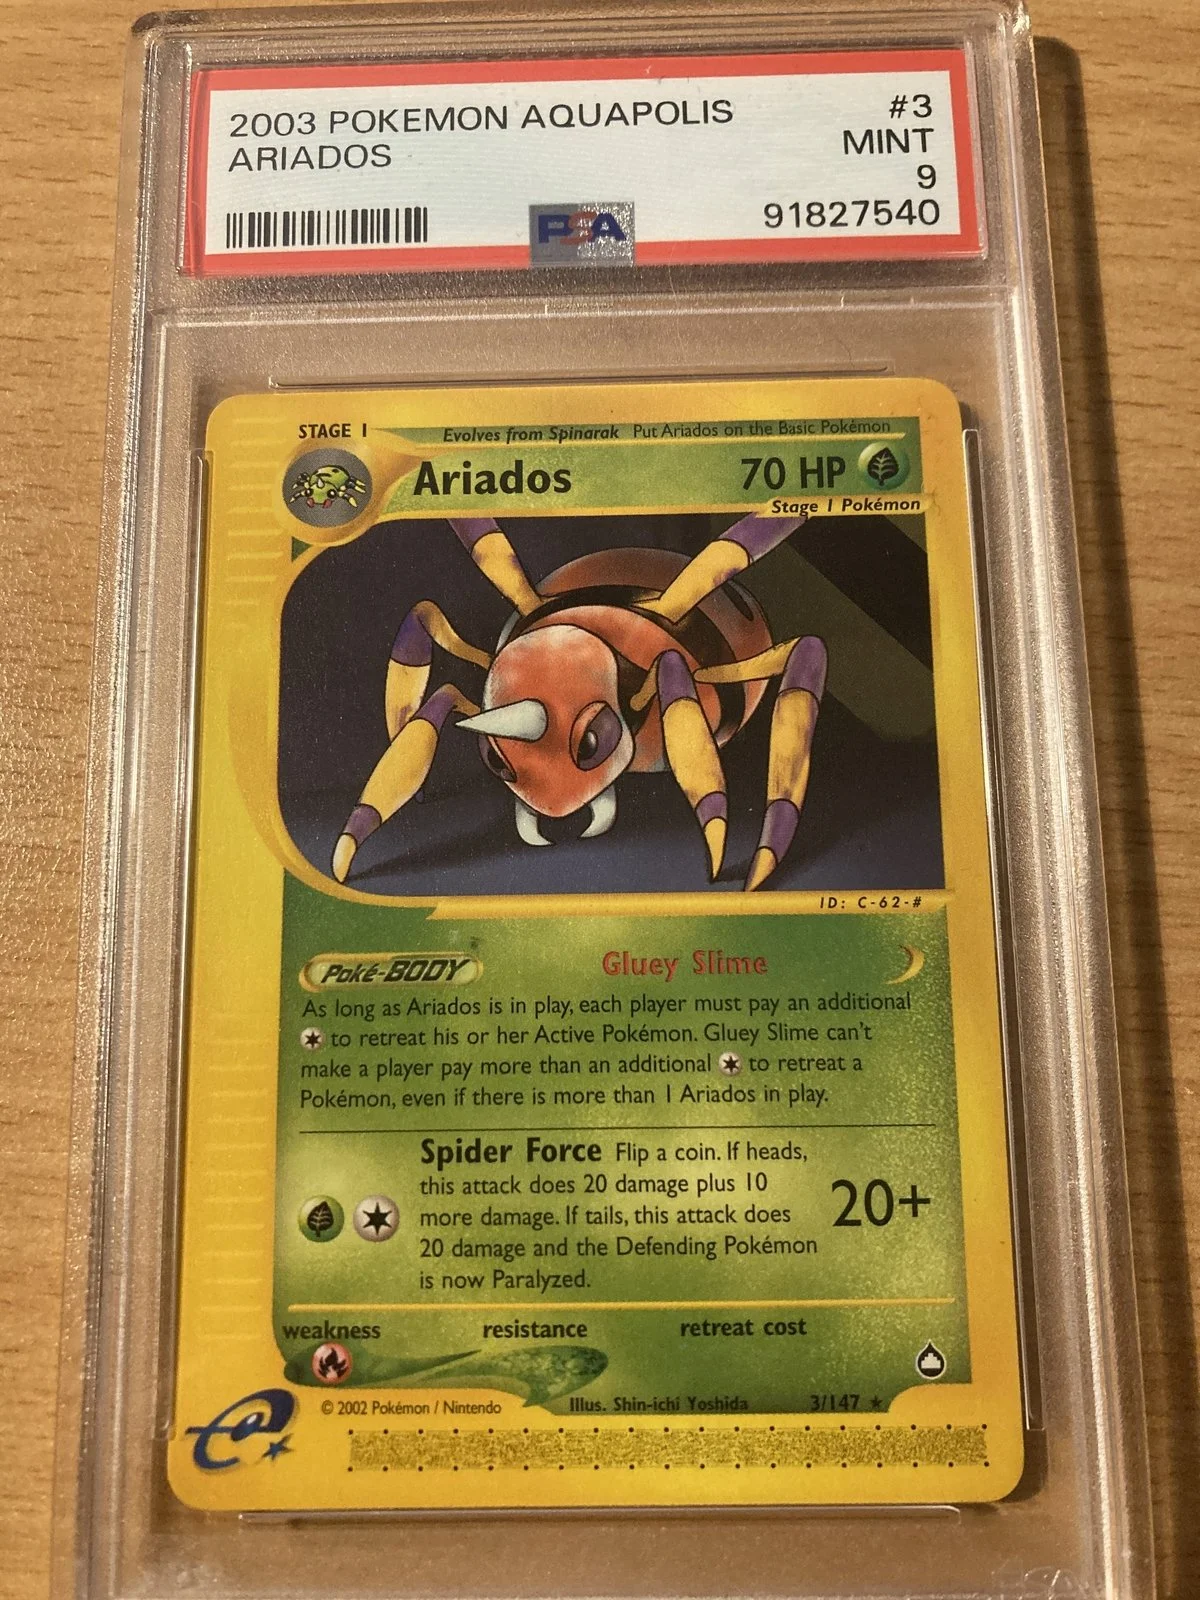 2003 POKEMON AQUAPOLIS
ARIADOS
#3
MINT
9
91827540
PSA
STAGE 1
Evolves from Spinarak Put Ariados on the Basic Pokémon
Ariados
70 HP
Stage 1 Pokémon
ID: C-62-#
Poké-BODY
Gluey Slime
As long as Ariados is in play, each player must pay an additional
to retreat his or her Active Pokémon. Gluey Slime can't
make a player pay more than an additional to retreat a
Pokémon, even if there is more than 1 Ariados in play.
Spider Force Flip a coin. If heads,
this attack does 20 damage plus 10
more damage. If tails, this attack does
20 damage and the Defending Pokémon
is now Paralyzed.
20+
weakness
resistance
retreat cost
© 2002 Pokémon / Nintendo
Illus. Shin-ichi Yoshida
3/147 ★
e